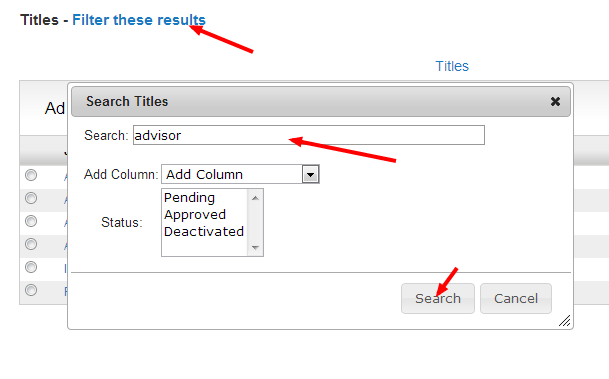 Titles - Filter these results
Titles
Ad
Search Titles
Search: advisor
Add Column: Add Column
Status:
Pending
Approved
Deactivated
Search
Cancel